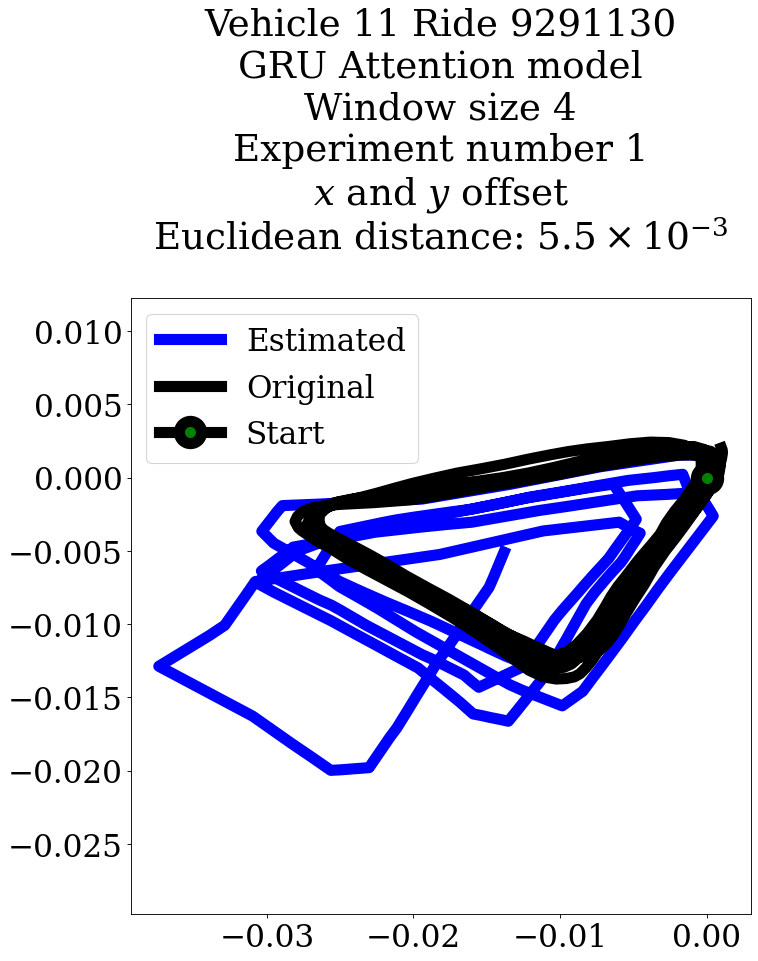 Vehicle 11 Ride 9291130
GRU Attention model
Window size 4
Experiment number 1
x and y offset
Euclidean distance: 5.5 × 10⁻³
Estimated
Original
Start
0.010
0.005
0.000
−0.005
−0.010
−0.015
−0.020
−0.025
−0.03 −0.02 −0.01 0.00